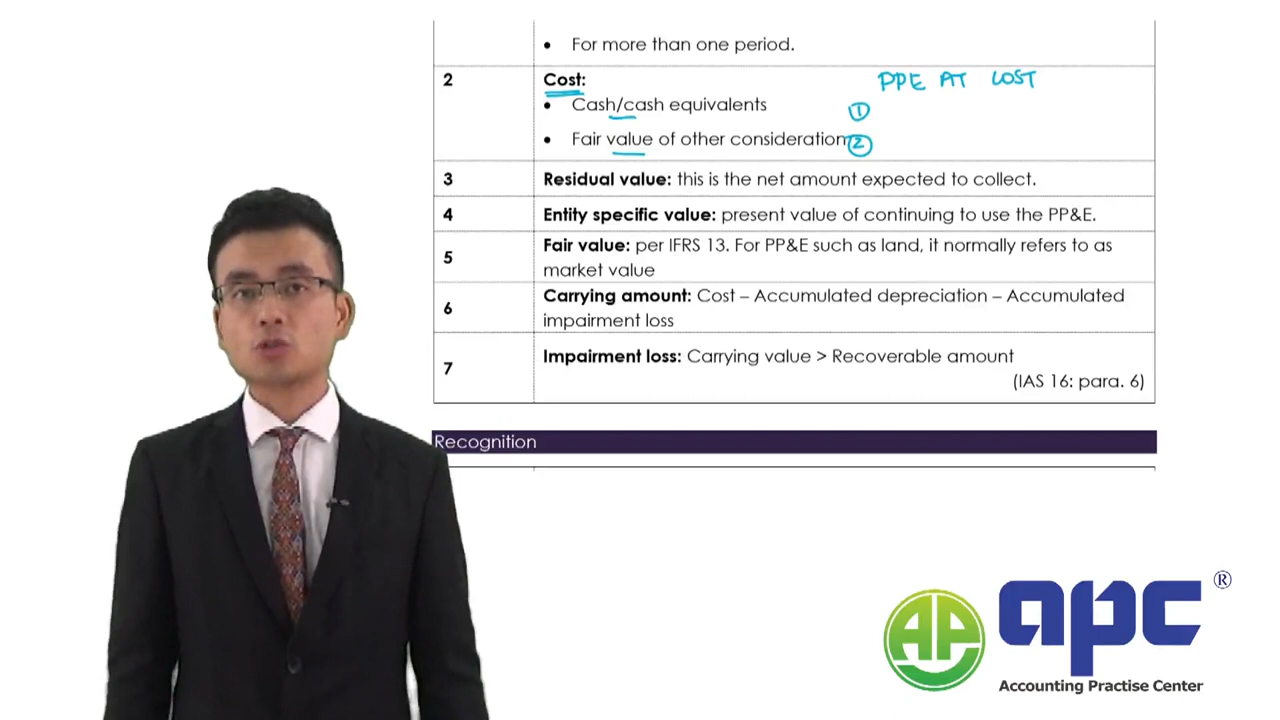 • For more than one period.
2 Cost: PPE AT COST
• Cash/cash equivalents ①
• Fair value of other consideration ②
3 Residual value: this is the net amount expected to collect.
4 Entity specific value: present value of continuing to use the PP&E.
5 Fair value: per IFRS 13. For PP&E such as land, it normally refers to as
market value
6 Carrying amount: Cost – Accumulated depreciation – Accumulated
impairment loss
7 Impairment loss: Carrying value > Recoverable amount
(IAS 16: para. 6)
Recognition
AP apc ®
Accounting Practise Center